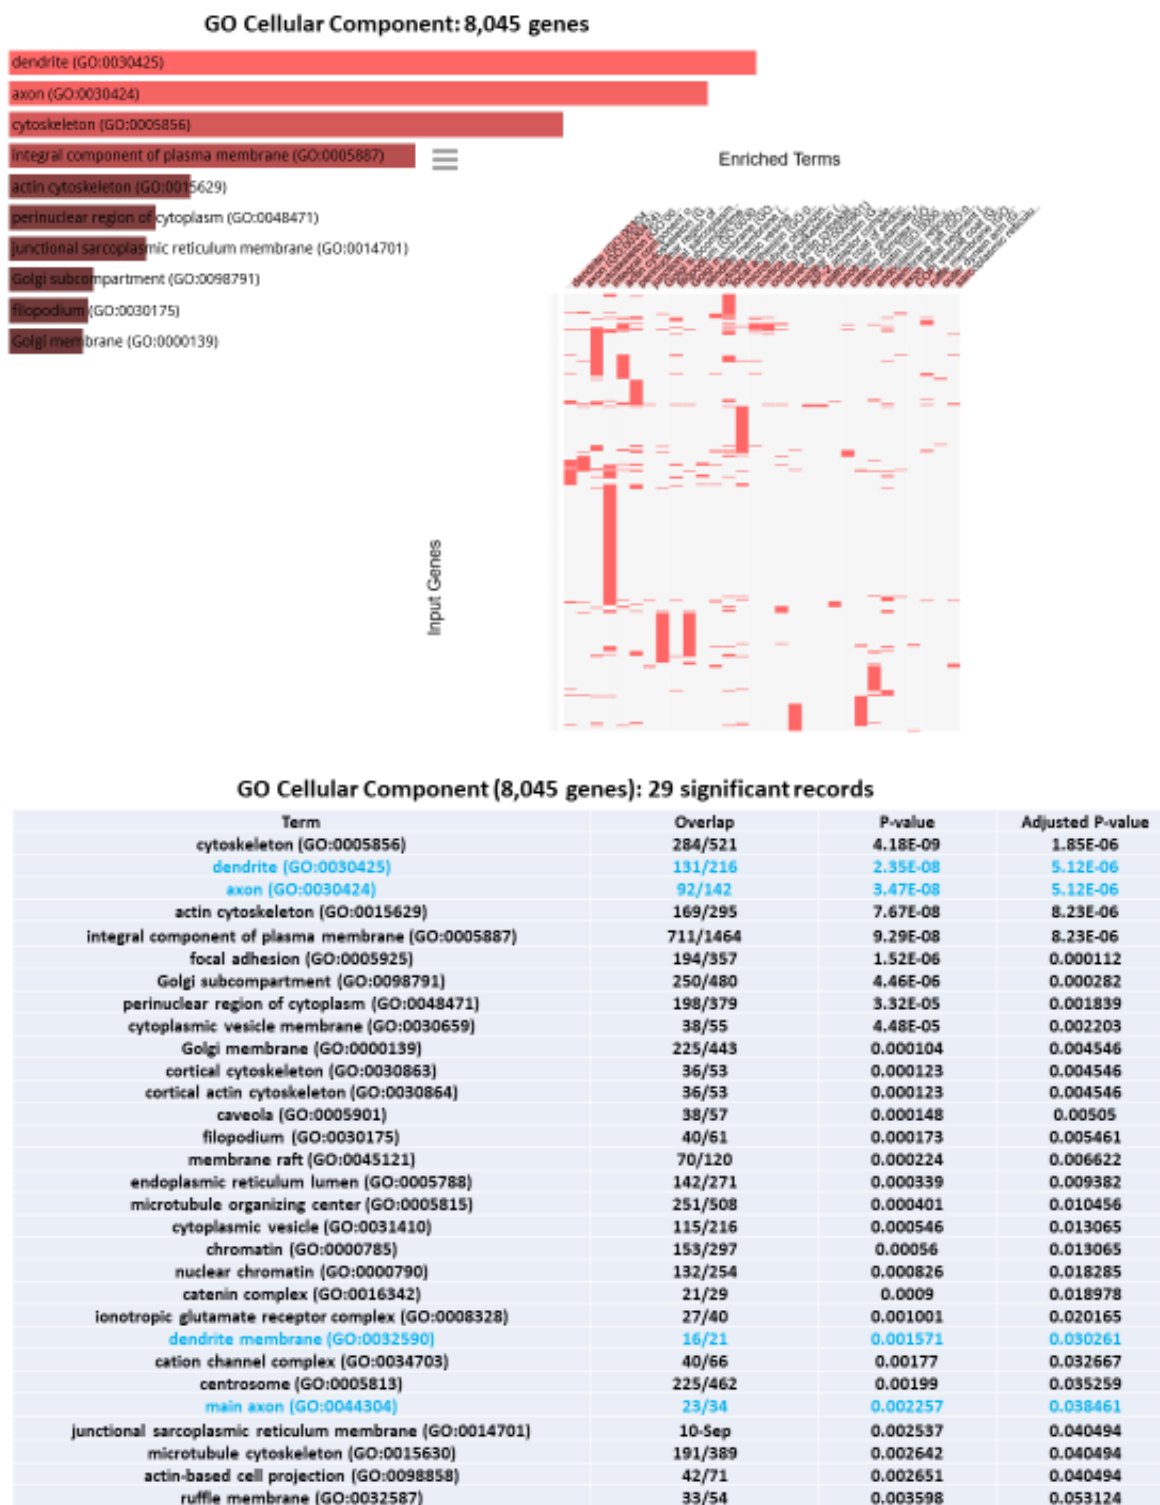 GO Cellular Component: 8,045 genes
dendrite (GO:0030425)
axon (GO:0030424)
cytoskeleton (GO:0005856)
integral component of plasma membrane (GO:0005887)
actin cytoskeleton (GO:0015629)
perinuclear region of cytoplasm (GO:0048471)
junctional sarcoplasmic reticulum membrane (GO:0014701)
Golgi subcompartment (GO:0098791)
filopodium (GO:0030175)
Golgi membrane (GO:0000139)
Enriched Terms
Input Genes
GO Cellular Component (8,045 genes): 29 significant records
Term Overlap P-value Adjusted P-value
cytoskeleton (GO:0005856) 284/521 4.18E-09 1.85E-06
dendrite (GO:0030425) 131/216 2.35E-08 5.12E-06
axon (GO:0030424) 92/142 3.47E-08 5.12E-06
actin cytoskeleton (GO:0015629) 169/295 7.67E-08 8.23E-06
integral component of plasma membrane (GO:0005887) 711/1464 9.29E-08 8.23E-06
focal adhesion (GO:0005925) 194/357 1.52E-06 0.000112
Golgi subcompartment (GO:0098791) 250/480 4.46E-06 0.000282
perinuclear region of cytoplasm (GO:0048471) 198/379 3.32E-05 0.001839
cytoplasmic vesicle membrane (GO:0030659) 38/55 4.48E-05 0.002203
Golgi membrane (GO:0000139) 225/443 0.000104 0.004546
cortical cytoskeleton (GO:0030863) 36/53 0.000123 0.004546
cortical actin cytoskeleton (GO:0030864) 36/53 0.000123 0.004546
caveola (GO:0005901) 38/57 0.000148 0.00505
filopodium (GO:0030175) 40/61 0.000173 0.005461
membrane raft (GO:0045121) 70/120 0.000224 0.006622
endoplasmic reticulum lumen (GO:0005788) 142/271 0.000339 0.009382
microtubule organizing center (GO:0005815) 251/508 0.000401 0.010456
cytoplasmic vesicle (GO:0031410) 115/216 0.000546 0.013065
chromatin (GO:0000785) 153/297 0.00056 0.013065
nuclear chromatin (GO:0000790) 132/254 0.000826 0.018285
catenin complex (GO:0016342) 21/29 0.0009 0.018978
ionotropic glutamate receptor complex (GO:0008328) 27/40 0.001001 0.020165
dendrite membrane (GO:0032590) 16/21 0.001571 0.030261
cation channel complex (GO:0034703) 40/66 0.00177 0.032667
centrosome (GO:0005813) 225/462 0.00199 0.035259
main axon (GO:0044304) 23/34 0.002257 0.038461
junctional sarcoplasmic reticulum membrane (GO:0014701) 10-Sep 0.002537 0.040494
microtubule cytoskeleton (GO:0015630) 191/389 0.002642 0.040494
actin-based cell projection (GO:0098858) 42/71 0.002651 0.040494
ruffle membrane (GO:0032587) 33/54 0.003598 0.053124